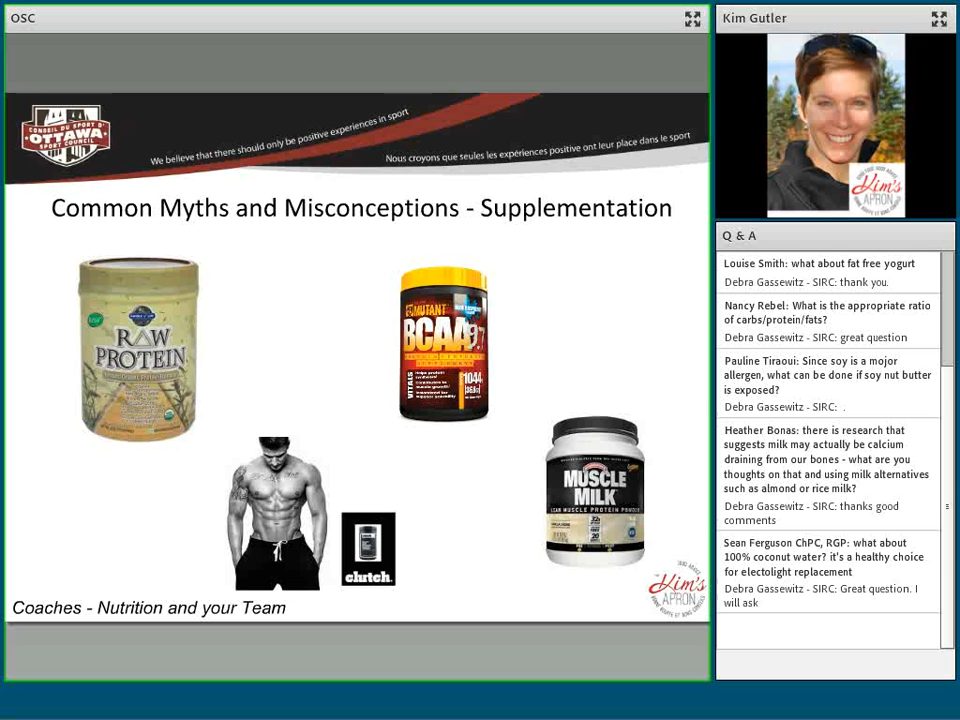 OSC
CONSEIL DU SPORT D'
OTTAWA
SPORT COUNCIL
We believe that there should only be positive experiences in sport
Nous croyons que seules les expériences positive ont leur place dans le sport
Common Myths and Misconceptions - Supplementation
RAW
PROTEIN
MUTANT
BCAA
9.7
VITALS
1044
MUSCLE
MILK
LEAN MUSCLE PROTEIN POWDER
clutch.
Kim's
APRON
Coaches - Nutrition and your Team
Kim Gutler
Kim's
APRON
Q & A
Louise Smith: what about fat free yogurt
Debra Gassewitz - SIRC: thank you.
Nancy Rebel: What is the appropriate ratio
of carbs/protein/fats?
Debra Gassewitz - SIRC: great question
Pauline Tiraoui: Since soy is a major
allergen, what can be done if soy nut butter
is exposed?
Debra Gassewitz - SIRC: .
Heather Bonas: there is research that
suggests milk may actually be calcium
draining from our bones - what are you
thoughts on that and using milk alternatives
such as almond or rice milk?
Debra Gassewitz - SIRC: thanks good
comments
Sean Ferguson ChPC, RGP: what about
100% coconut water? it's a healthy choice
for electolight replacement
Debra Gassewitz - SIRC: Great question. I
will ask